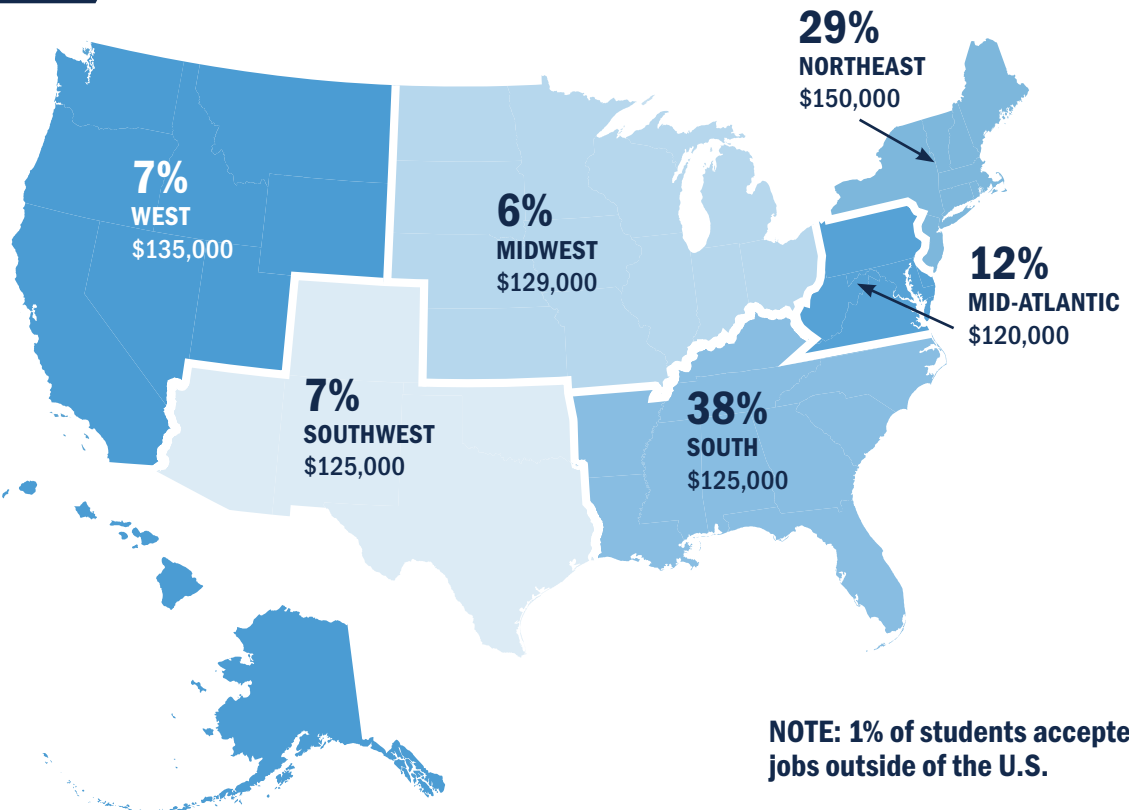 29%
NORTHEAST
$150,000
7%
WEST
$135,000
6%
MIDWEST
$129,000
12%
MID-ATLANTIC
$120,000
7%
SOUTHWEST
$125,000
38%
SOUTH
$125,000
NOTE: 1% of students accepte
jobs outside of the U.S.